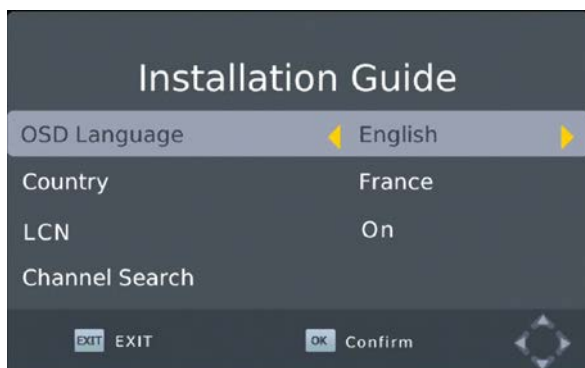 Installation Guide
OSD Language English
Country France
LCN On
Channel Search
EXIT EXIT OK Confirm